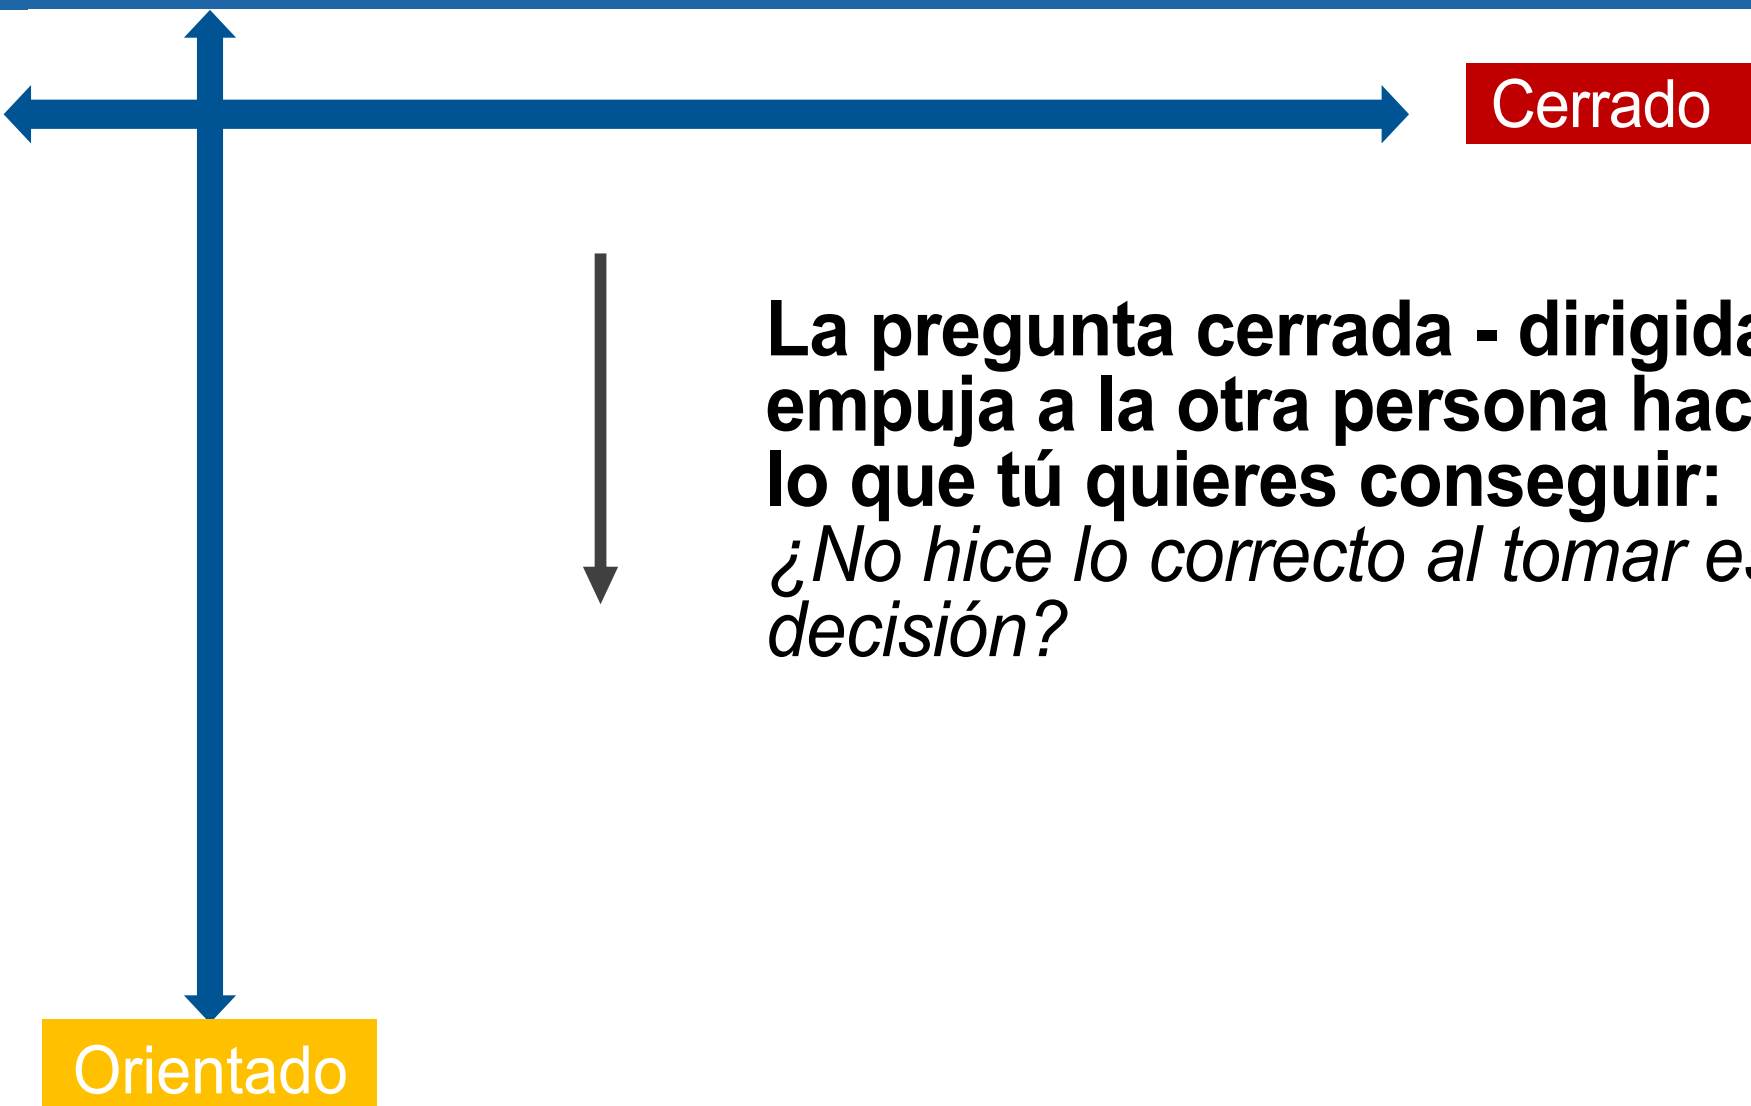 Cerrado
La pregunta cerrada - dirigida
empuja a la otra persona
lo que tú quieres conseguir:
¿No hice lo correcto al tomar
decisión?
Orientado